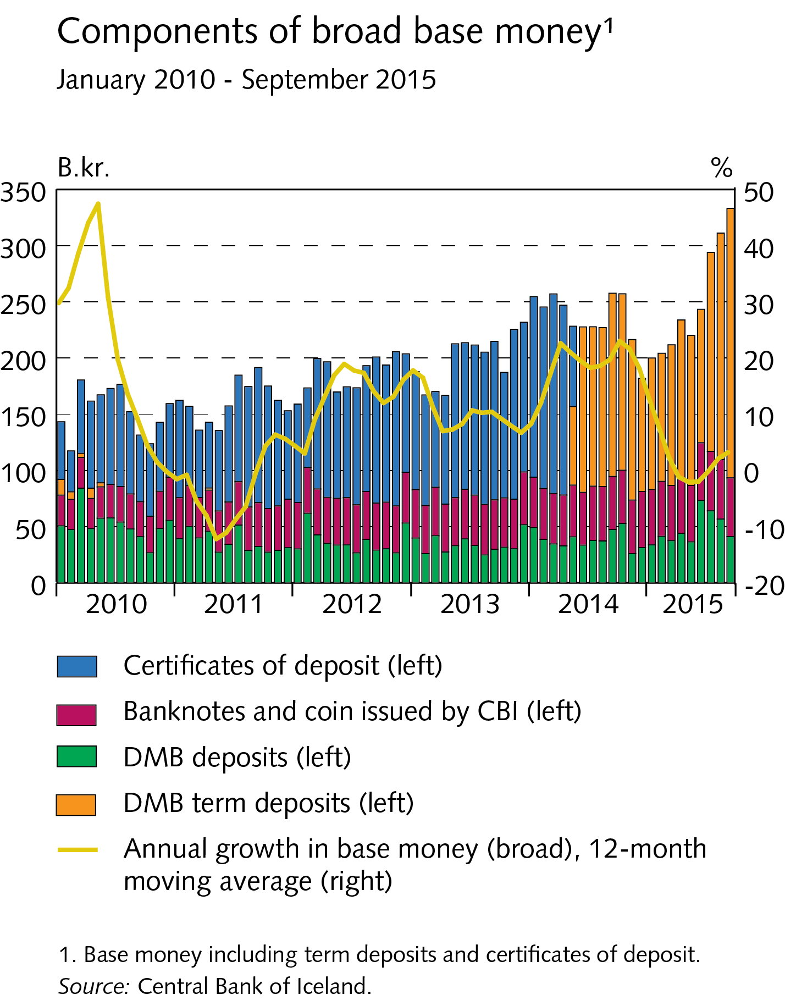 Components of broad base money¹
January 2010 - September 2015
B.kr. %
350 50
300 40
250 30
200 20
150 10
100 0
50 -10
0 -20
2010 2011 2012 2013 2014 2015
Certificates of deposit (left)
Banknotes and coin issued by CBI (left)
DMB deposits (left)
DMB term deposits (left)
Annual growth in base money (broad), 12-month
moving average (right)
1. Base money including term deposits and certificates of deposit.
Source: Central Bank of Iceland.